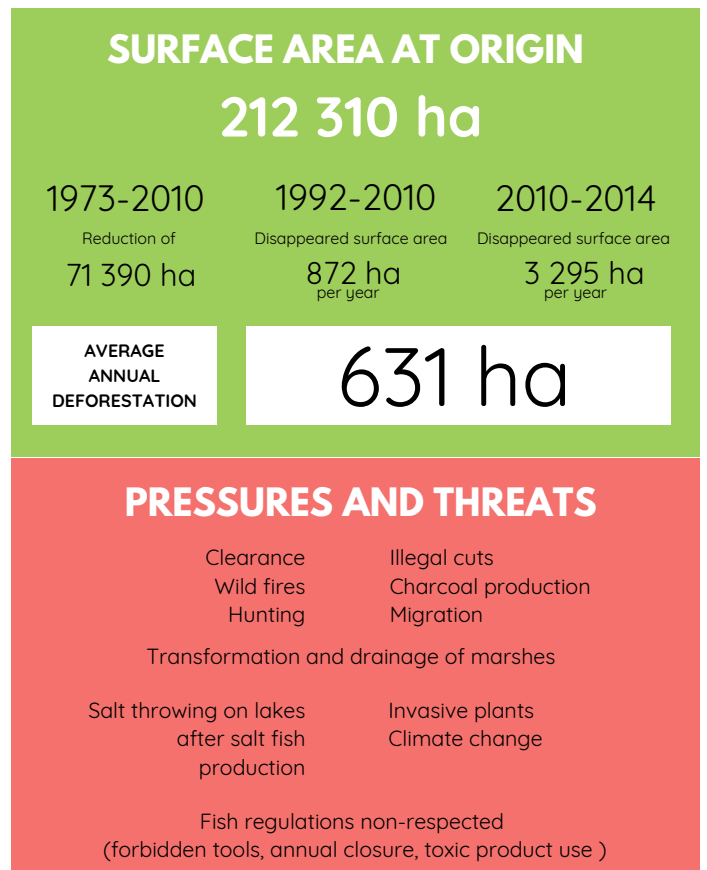 SURFACE AREA AT ORIGIN
212 310 ha
1973-2010
Reduction of
71 390 ha
1992-2010
Disappeared surface area
872 ha
per year
2010-2014
Disappeared surface area
3 295 ha
per year
AVERAGE
ANNUAL
DEFORESTATION
631 ha
PRESSURES AND THREATS
Clearance
Wild fires
Hunting
Illegal cuts
Charcoal production
Migration
Transformation and drainage of marshes
Salt throwing on lakes
after salt fish
production
Invasive plants
Climate change
Fish regulations non-respected
(forbidden tools, annual closure, toxic product use )